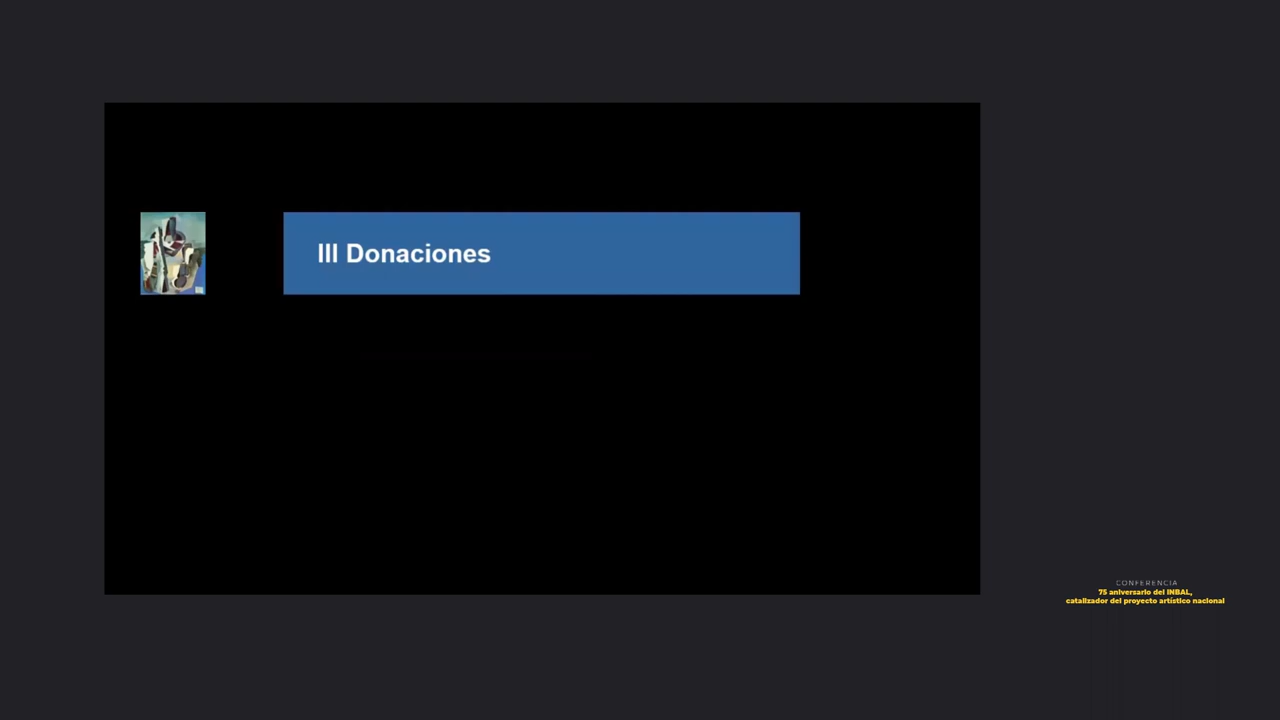 III Donaciones
CONFERENCIA
75 aniversario del INBAL,
catalizador del proyecto artístico nacional